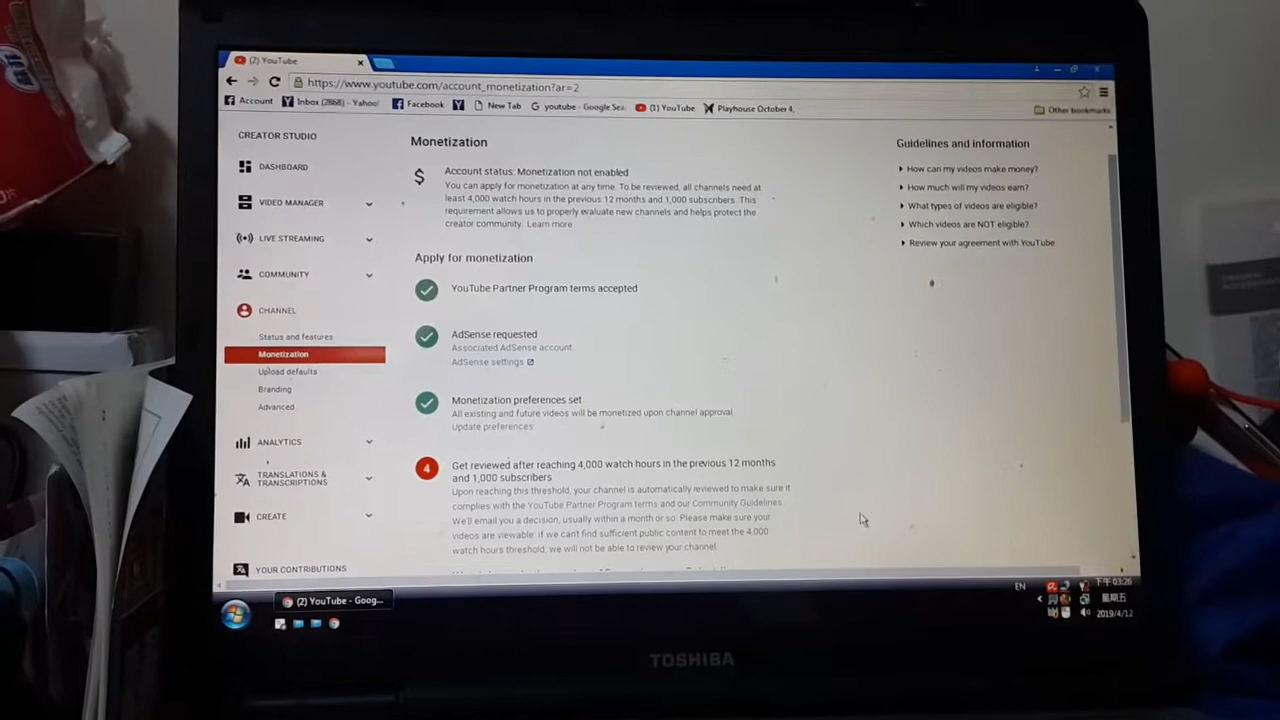 (2) YouTube
https://www.youtube.com/account_monetization?ar=2
Account
Inbox (2868) - Yahoo!
Facebook
New Tab
youtube - Google Sea
(1) YouTube
Playhouse October 4,
Other bookmarks
CREATOR STUDIO
DASHBOARD
VIDEO MANAGER
LIVE STREAMING
COMMUNITY
CHANNEL
Status and features
Monetization
Upload defaults
Branding
Advanced
ANALYTICS
TRANSLATIONS &
TRANSCRIPTIONS
CREATE
YOUR CONTRIBUTIONS
Monetization
Account status: Monetization not enabled
You can apply for monetization at any time. To be reviewed, all channels need at
least 4,000 watch hours in the previous 12 months and 1,000 subscribers. This
requirement allows us to properly evaluate new channels and helps protect the
creator community. Learn more
Apply for monetization
YouTube Partner Program terms accepted
AdSense requested
Associated AdSense account
AdSense settings
Monetization preferences set
All existing and future videos will be monetized upon channel approval.
Update preferences
4
Get reviewed after reaching 4,000 watch hours in the previous 12 months
and 1,000 subscribers
Upon reaching this threshold, your channel is automatically reviewed to make sure it
complies with the YouTube Partner Program terms and our Community Guidelines.
We'll email you a decision, usually within a month or so. Please make sure your
videos are viewable: if we can't find sufficient public content to meet the 4,000
watch hours threshold, we will not be able to review your channel.
Guidelines and information
How can my videos make money?
How much will my videos earn?
What types of videos are eligible?
Which videos are NOT eligible?
Review your agreement with YouTube
(2) YouTube - Goog...
EN
下午 03:26
星期五
2019/4/12
TOSHIBA